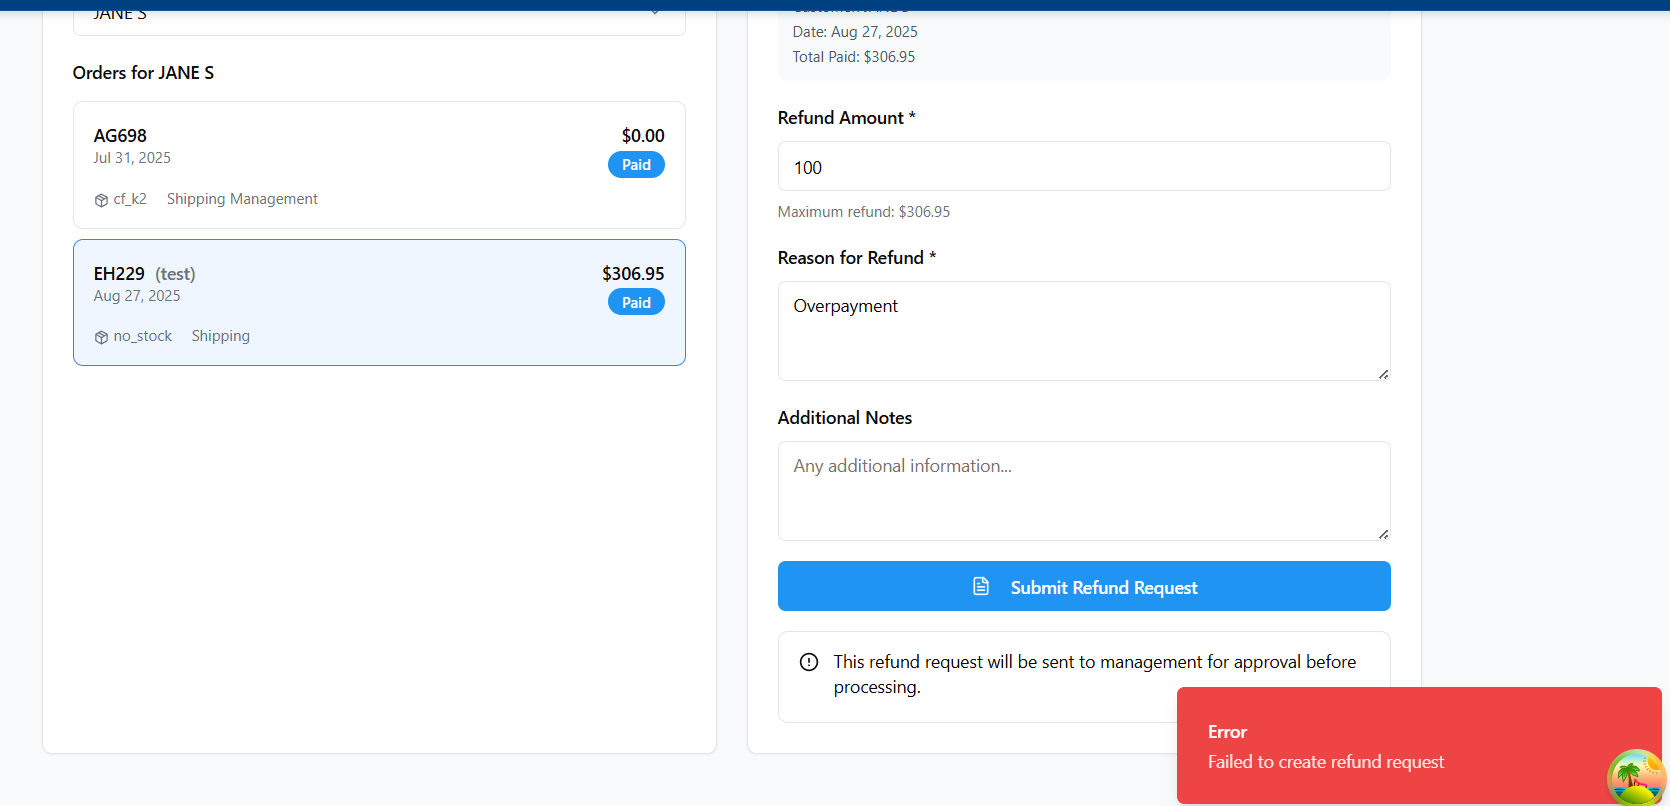 JANE S
Orders for JANE S
AG698
$0.00
Jul 31, 2025
Paid
cf_k2 Shipping Management
EH229 (test)
$306.95
Aug 27, 2025
Paid
no_stock Shipping
Date: Aug 27, 2025
Total Paid: $306.95
Refund Amount *
100
Maximum refund: $306.95
Reason for Refund *
Overpayment
Additional Notes
Any additional information...
Submit Refund Request
This refund request will be sent to management for approval before
processing.
Error
Failed to create refund request